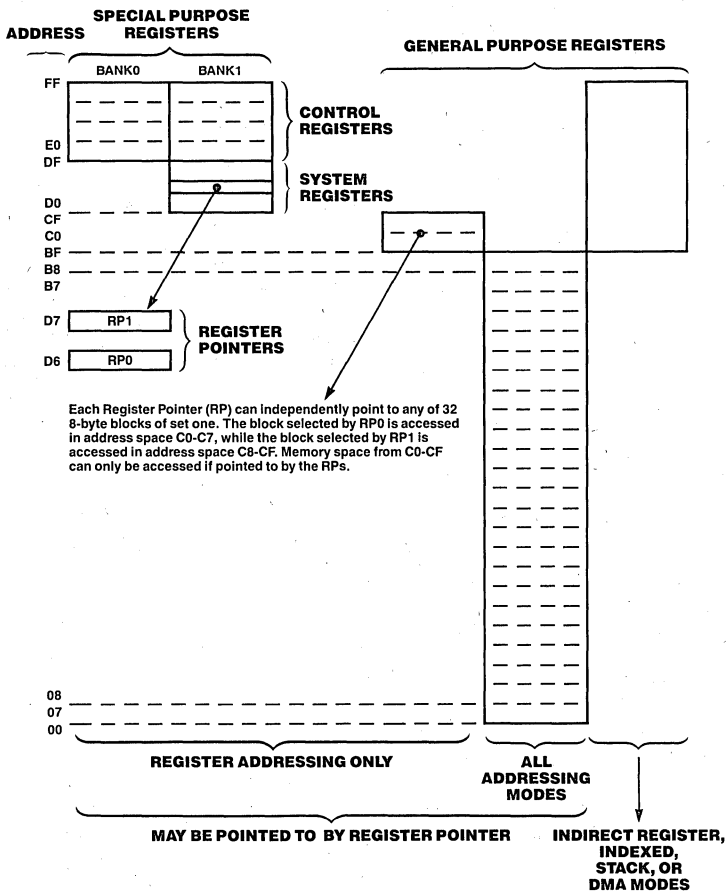 SPECIAL PURPOSE
REGISTERS
ADDRESS
GENERAL PURPOSE REGISTERS
BANK0
BANK1
FF
CONTROL
REGISTERS
E0
DF
SYSTEM
REGISTERS
D0
CF
C0
BF
B8
B7
D7
RP1
REGISTER
POINTERS
D6
RP0
Each Register Pointer (RP) can independently point to any of 32
8-byte blocks of set one. The block selected by RP0 is accessed
in address space C0-C7, while the block selected by RP1 is
accessed in address space C8-CF. Memory space from C0-CF
can only be accessed if pointed to by the RPs.
08
07
00
REGISTER ADDRESSING ONLY
ALL
ADDRESSING
MODES
MAY BE POINTED TO BY REGISTER POINTER
INDIRECT REGISTER,
INDEXED,
STACK, OR
DMA MODES